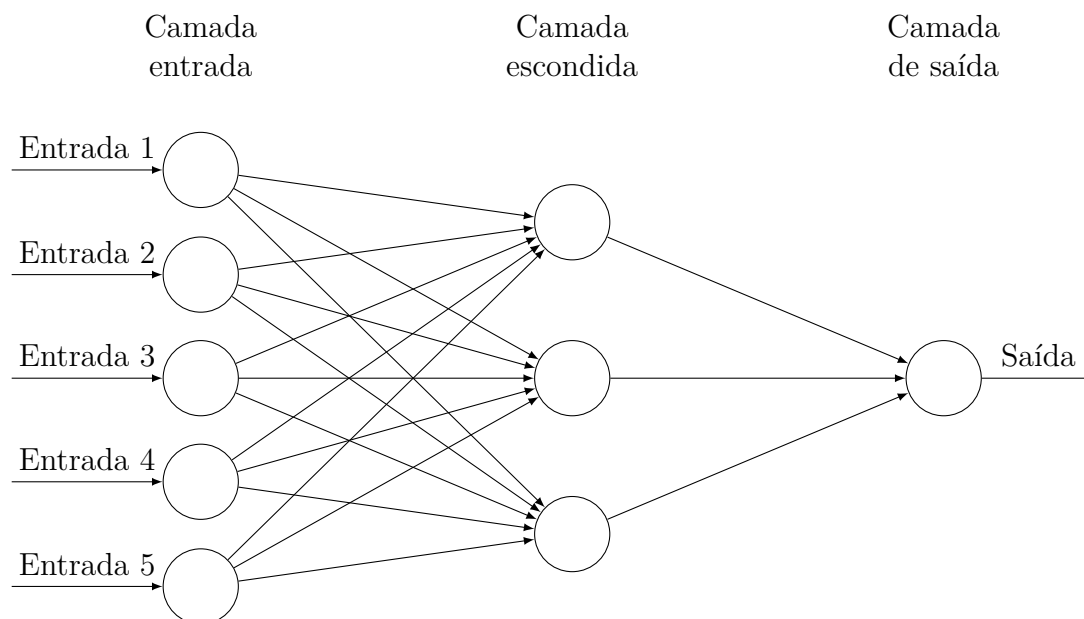 Camada
entrada
Camada
escondida
Camada
de saída
Entrada 1
Entrada 2
Entrada 3
Entrada 4
Entrada 5
Saída